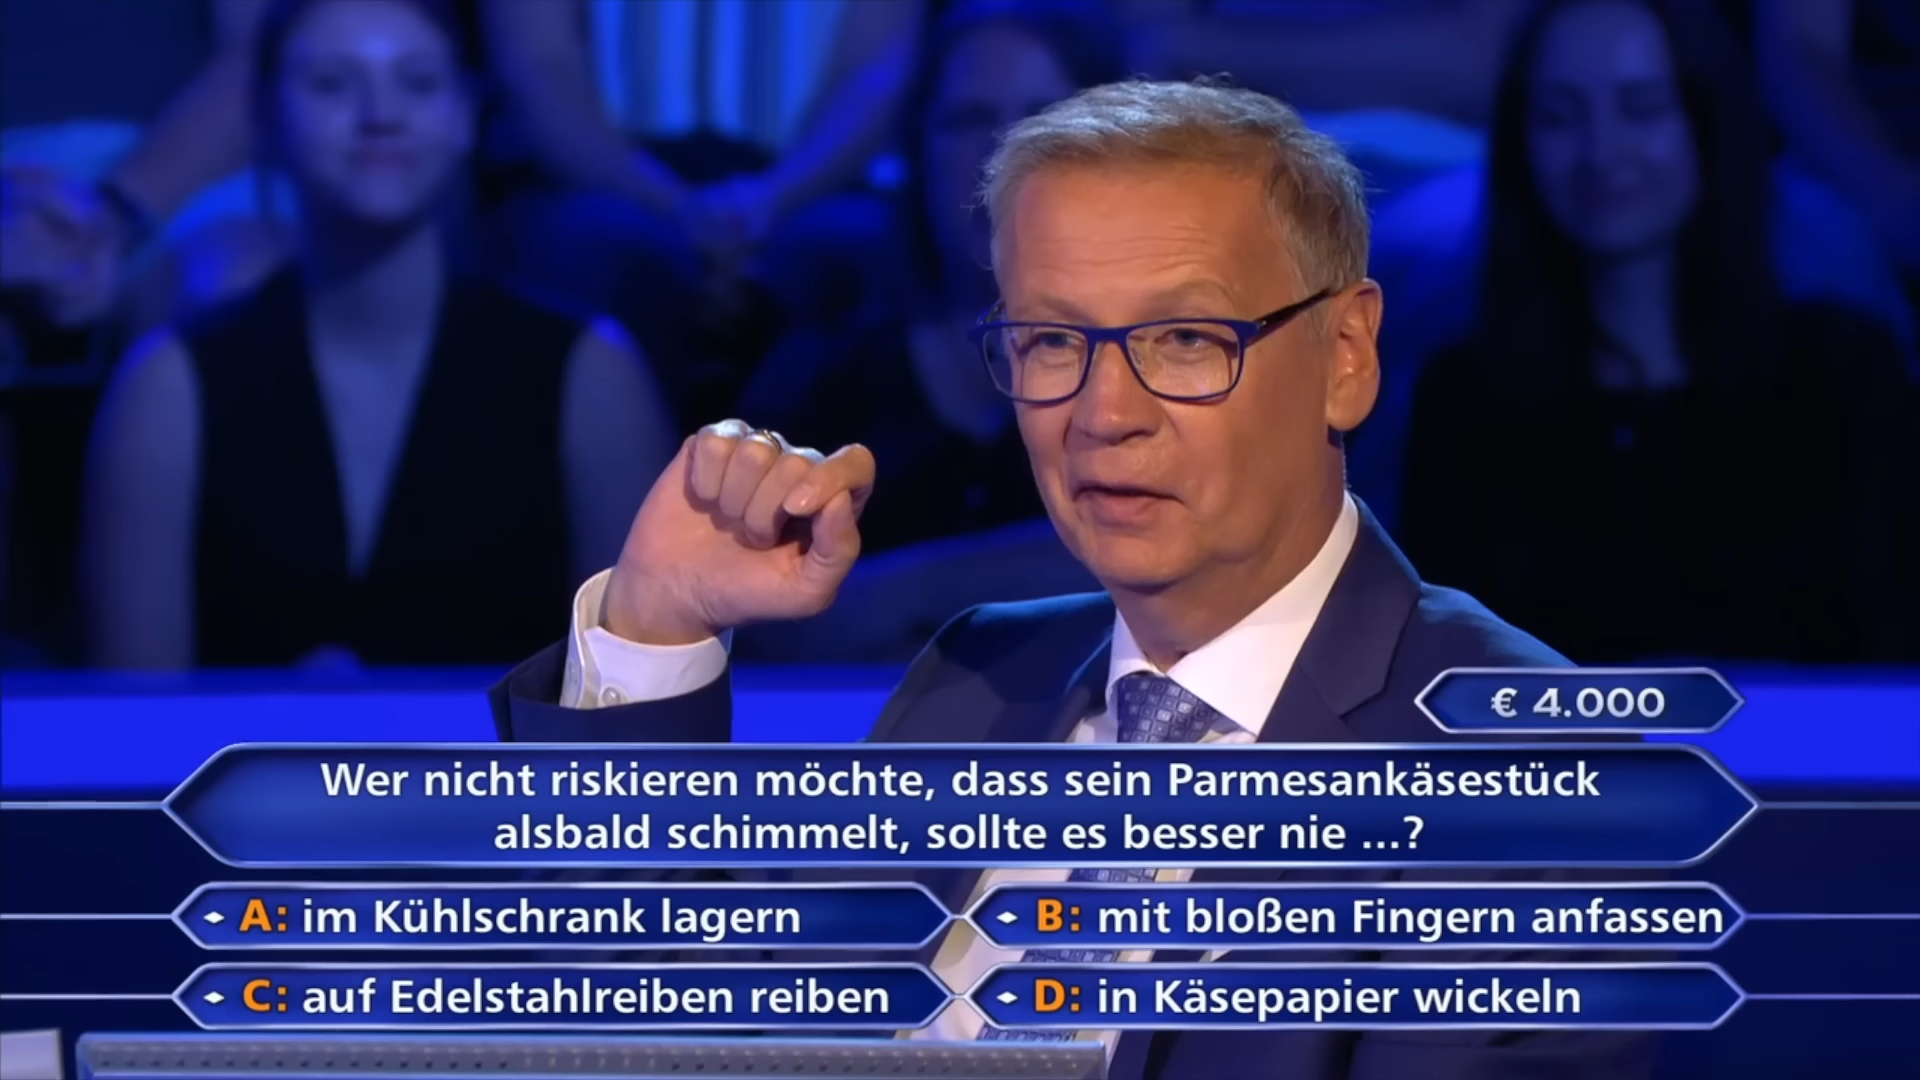 € 4.000
Wer nicht riskieren möchte, dass sein Parmesankäsestück
alsbald schimmelt, sollte es besser nie ...?
A: im Kühlschrank lagern
B: mit bloßen Fingern anfassen
C: auf Edelstahlreiben reiben
D: in Käsepapier wickeln